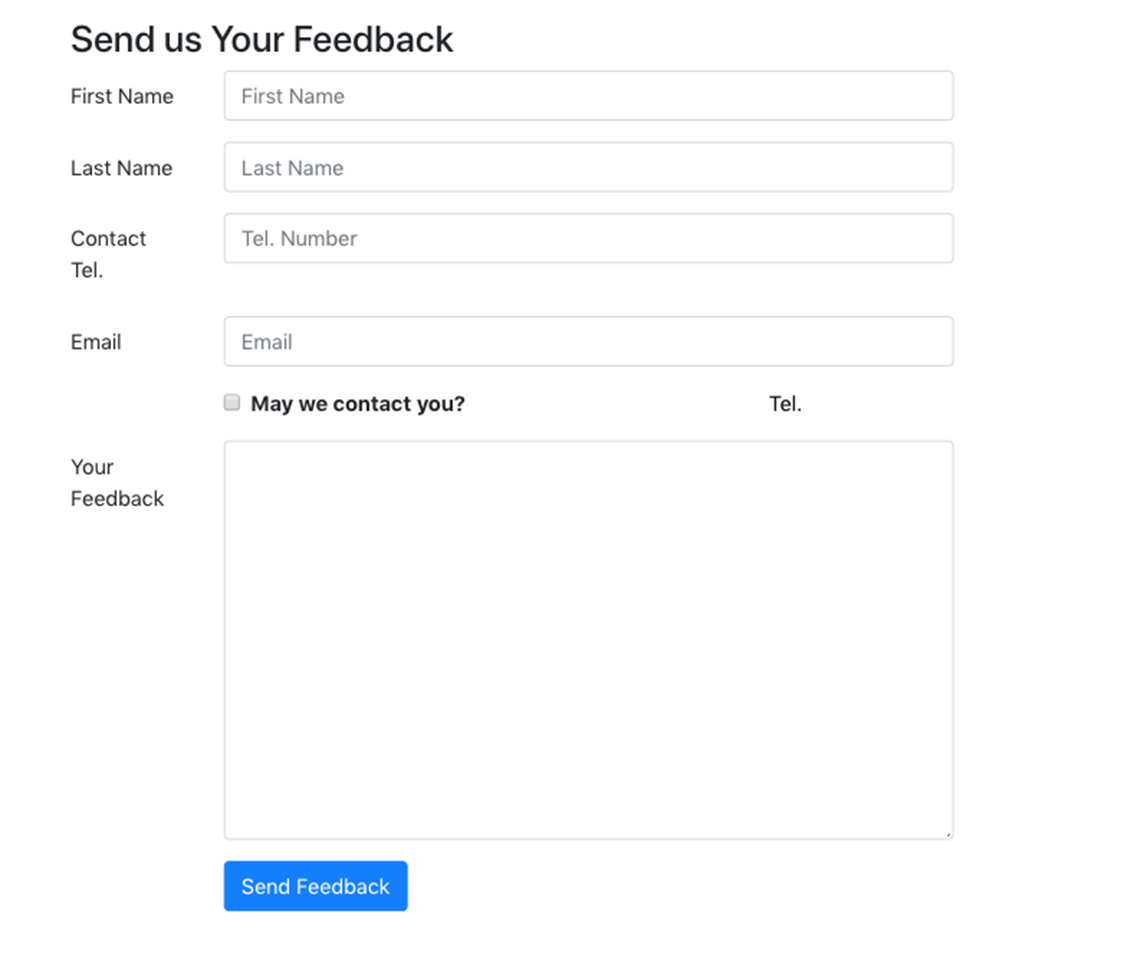 Send us Your Feedback
First Name First Name
Last Name Last Name
Contact Tel. Number
Tel.
Email Email
May we contact you? Tel.
Your
Feedback
Send Feedback